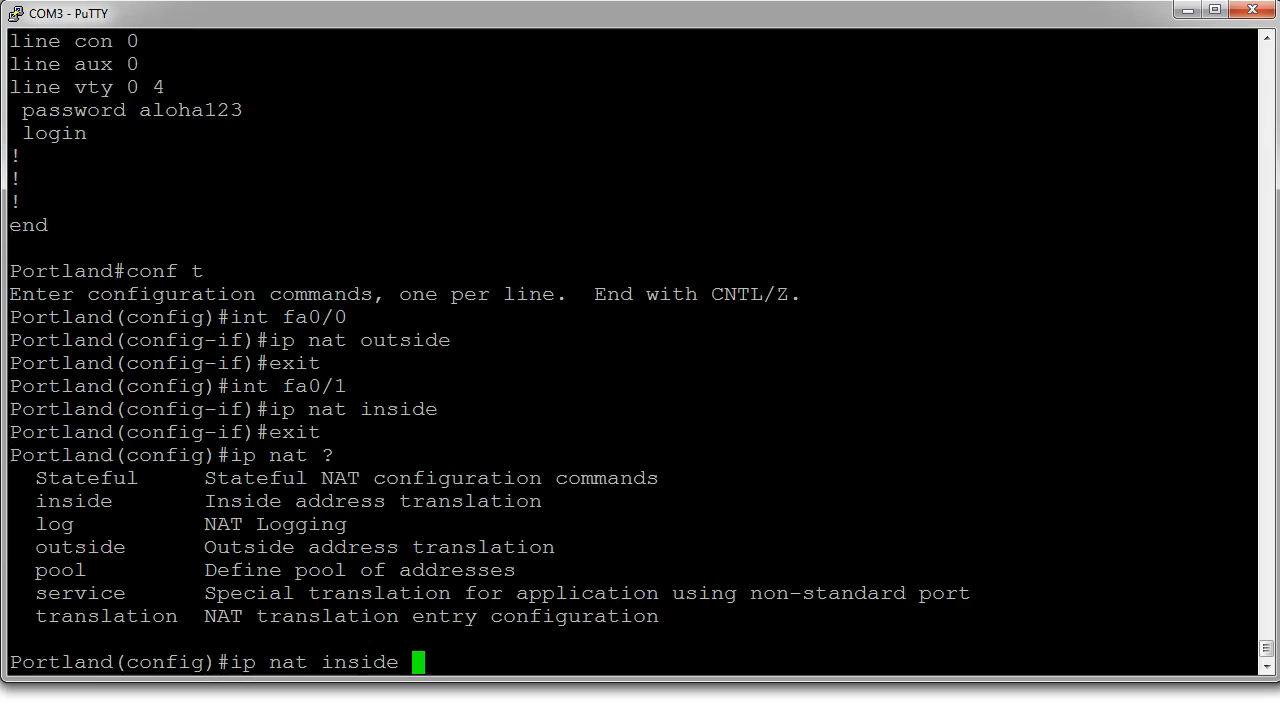 COM3 - PuTTY
line con 0
line aux 0
line vty 0 4
 password aloha123
 login
!
!
!
end

Portland#conf t
Enter configuration commands, one per line.  End with CNTL/Z.
Portland(config)#int fa0/0
Portland(config-if)#ip nat outside
Portland(config-if)#exit
Portland(config)#int fa0/1
Portland(config-if)#ip nat inside
Portland(config-if)#exit
Portland(config)#ip nat ?
  Stateful     Stateful NAT configuration commands
  inside       Inside address translation
  log          NAT Logging
  outside      Outside address translation
  pool         Define pool of addresses
  service      Special translation for application using non-standard port
  translation  NAT translation entry configuration

Portland(config)#ip nat inside